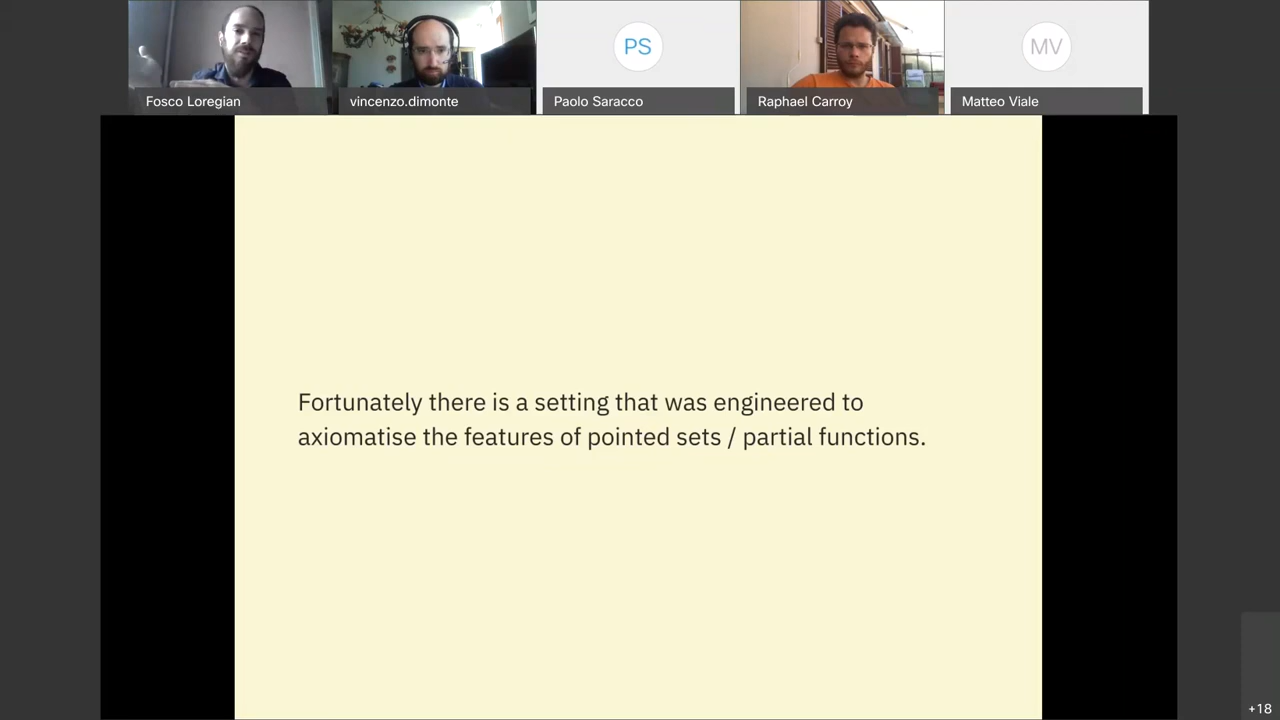 PS
MV
Fosco Loregian
vincenzo.dimonte
Paolo Saracco
Raphael Carroy
Matteo Viale
Fortunately there is a setting that was engineered to
axiomatise the features of pointed sets / partial functions.
+18